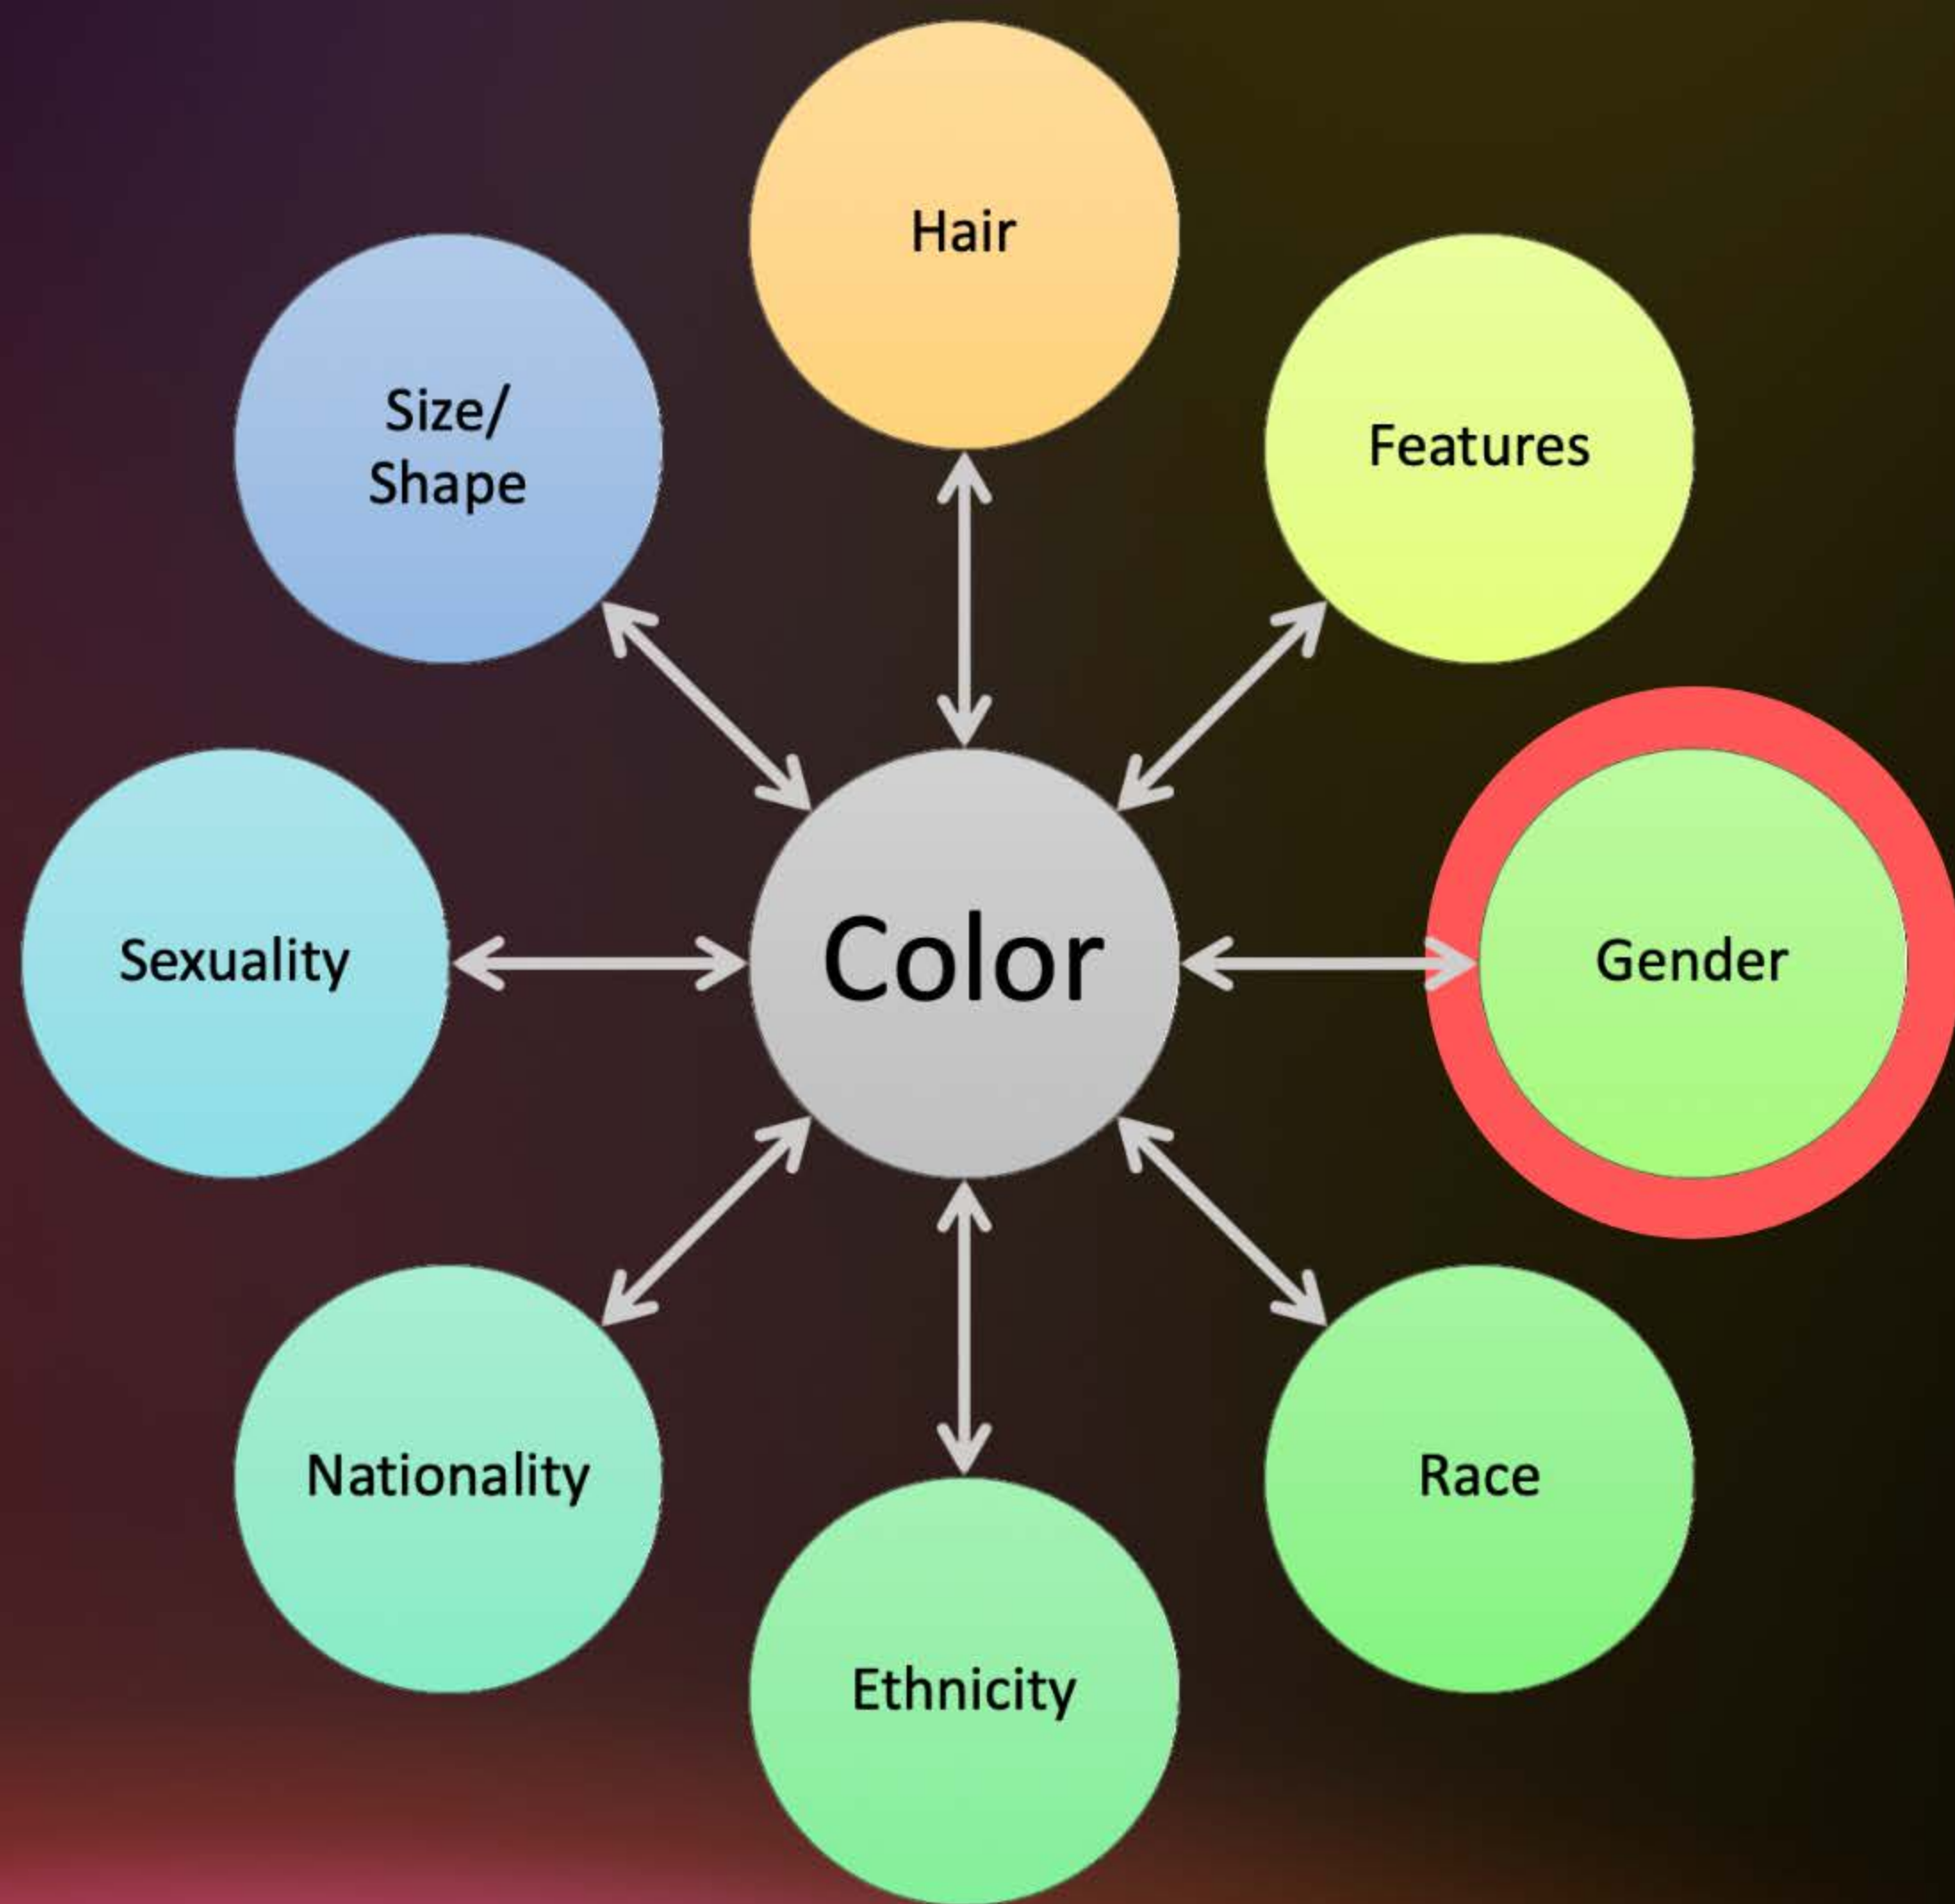 Hair
Size/
Shape
Features
Sexuality
Color
Gender
Nationality
Race
Ethnicity